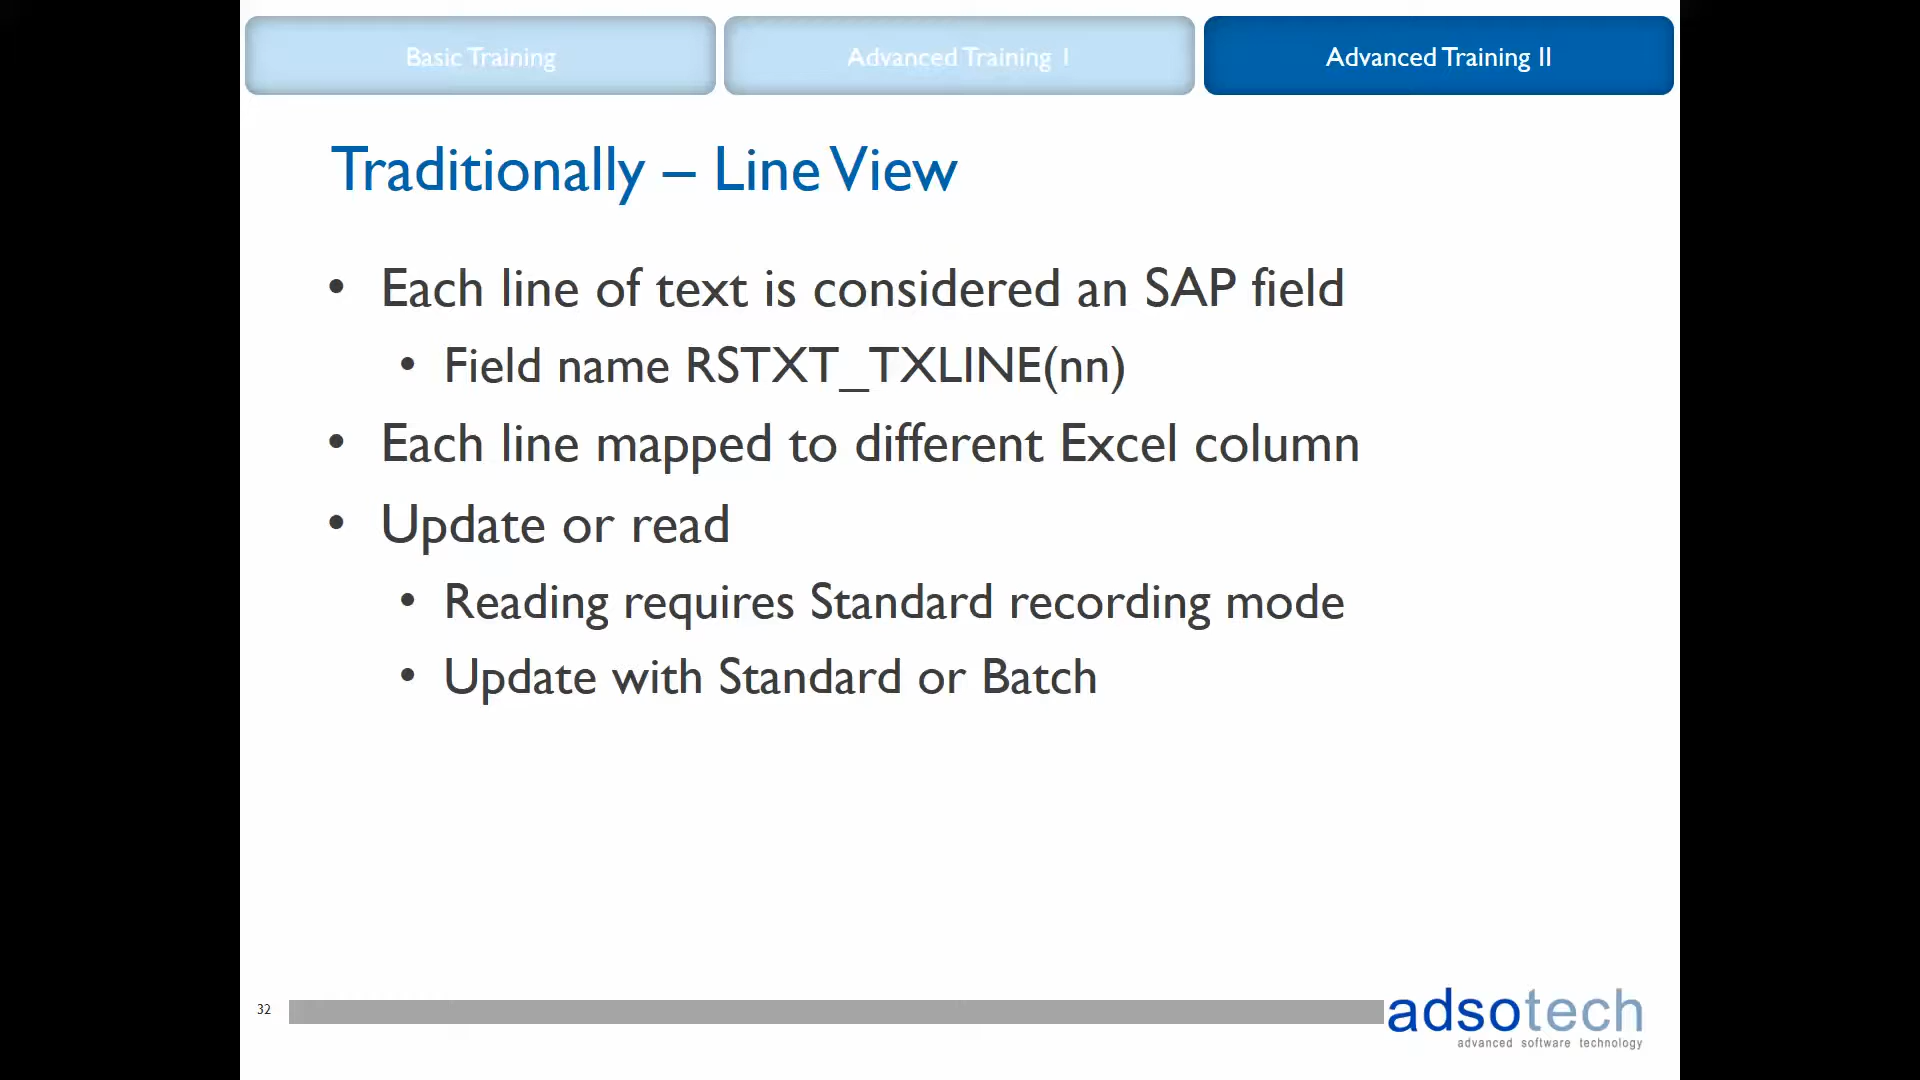 Basic Training
Advanced Training I
Advanced Training II
Traditionally – Line View
• Each line of text is considered an SAP field
• Field name RSTXT_TXLINE(nn)
• Each line mapped to different Excel column
• Update or read
• Reading requires Standard recording mode
• Update with Standard or Batch
32
adsotech
advanced software technology